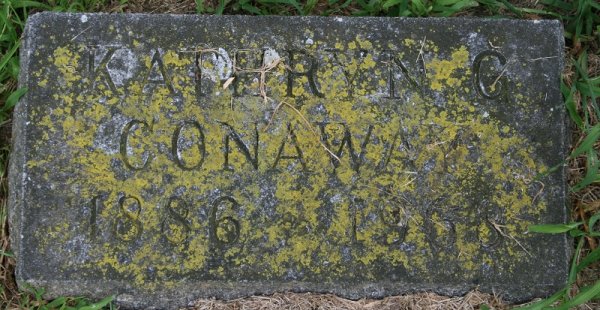 KATHRYN G.
CONAWAY
1886